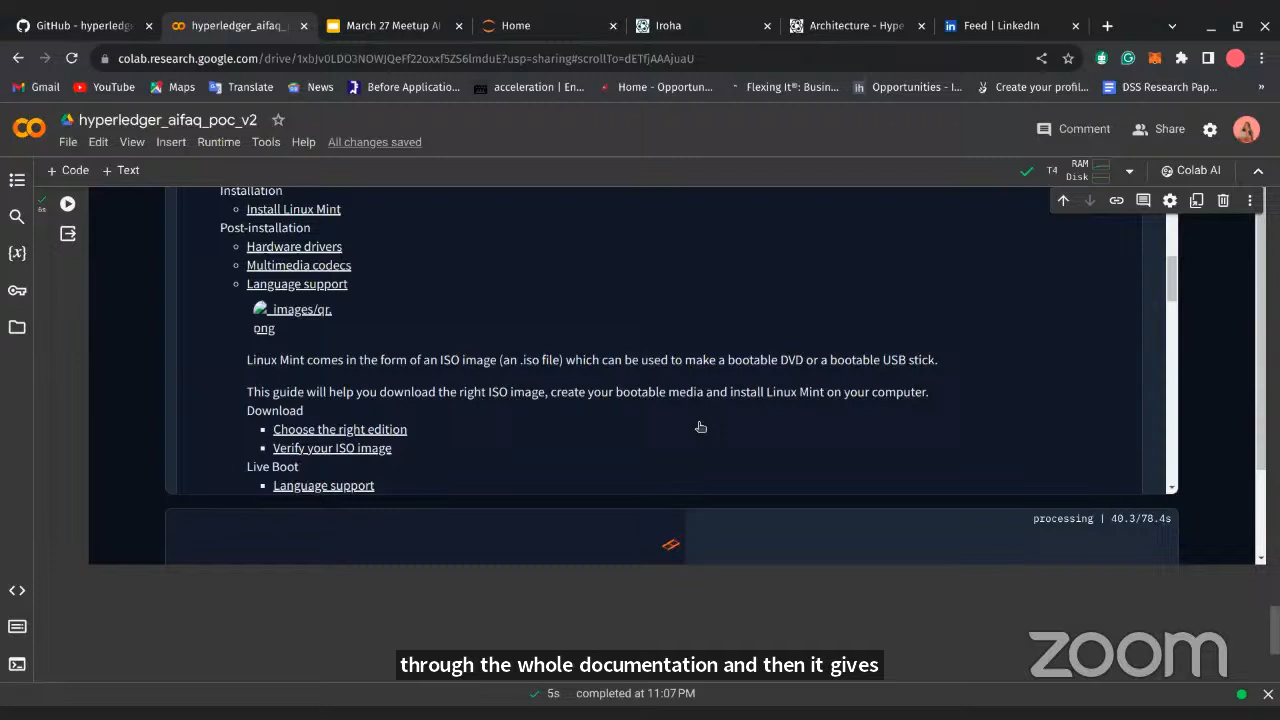 GitHub - hyperledge
hyperledger_aifaq_
March 27 Meetup AI
Home
Iroha
Architecture - Hype
Feed | LinkedIn
colab.research.google.com/drive/1xbJv0LDO3NOWJQeFf22oxxf5ZS6lmduE?usp=sharing#scrollTo=dETfjAAAjuaU
Gmail
YouTube
Maps
Translate
News
Before Applicatio...
acceleration | En...
Home - Opportun...
Flexing It®: Busin...
Opportunities - I...
Create your profil...
DSS Research Pap...
hyperledger_aifaq_poc_v2
Comment
Share
File Edit View Insert Runtime Tools Help All changes saved
+ Code + Text
T4
RAM
Disk
Colab AI
6s
Installation
Install Linux Mint
Post-installation
Hardware drivers
Multimedia codecs
Language support
_images/qr.
png
Linux Mint comes in the form of an ISO image (an .iso file) which can be used to make a bootable DVD or a bootable USB stick.
This guide will help you download the right ISO image, create your bootable media and install Linux Mint on your computer.
Download
Choose the right edition
Verify your ISO image
Live Boot
Language support
processing | 40.3/78.4s
through the whole documentation and then it gives
zoom
5s completed at 11:07 PM